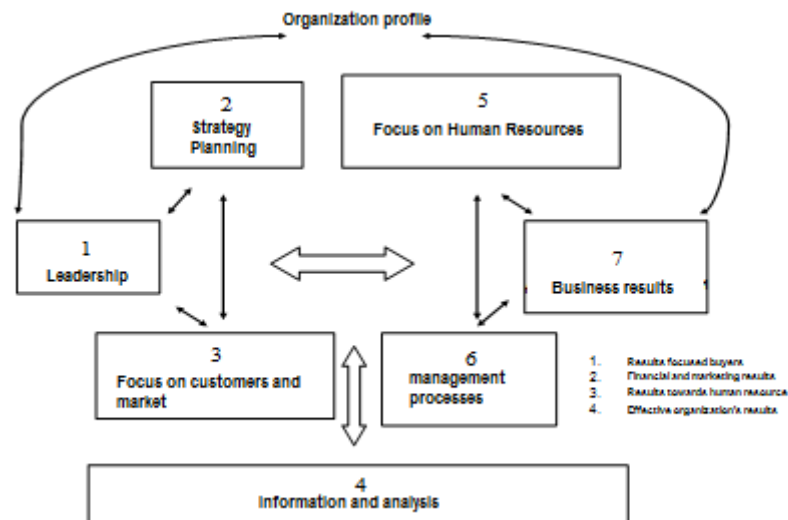 Organization profile
2
Strategy
Planning
5
Focus on Human Resources
1
Leadership
7
Business results
3
Focus on customers and
market
6
management
processes
1. Results focused buyers
2. Financial and marketing results
3. Results towards human resource
4. Effective organization's results
4
Information and analysis